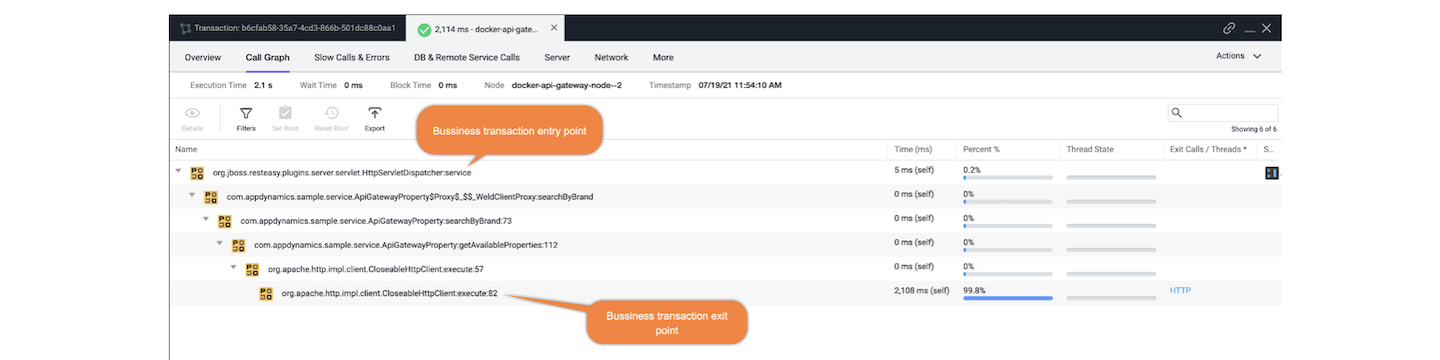 Transaction: b6cfab58-35a7-4cd3-866b-501dc88c0aa1
2,114 ms - docker-api-gate...
Overview Call Graph Slow Calls & Errors DB & Remote Service Calls Server Network More Actions
Execution Time 2.1 s Wait Time 0 ms Block Time 0 ms Node docker-api-gateway-node--2 Timestamp 07/19/21 11:54:10 AM
Details Filters Set Root Reset Root Export
Showing 6 of 6
Bussiness transaction entry point
Name Time (ms) Percent % Thread State Exit Calls / Threads * S...
org.jboss.resteasy.plugins.server.servlet.HttpServletDispatcher:service 5 ms (self) 0.2%
com.appdynamics.sample.service.ApiGatewayProperty$Proxy$_$$_WeldClientProxy:searchByBrand 0 ms (self) 0%
com.appdynamics.sample.service.ApiGatewayProperty:searchByBrand:73 0 ms (self) 0%
com.appdynamics.sample.service.ApiGatewayProperty:getAvailableProperties:112 0 ms (self) 0%
org.apache.http.impl.client.CloseableHttpClient:execute:57 0 ms (self) 0%
org.apache.http.impl.client.CloseableHttpClient:execute:82 2,108 ms (self) 99.8% HTTP
Bussiness transaction exit
point